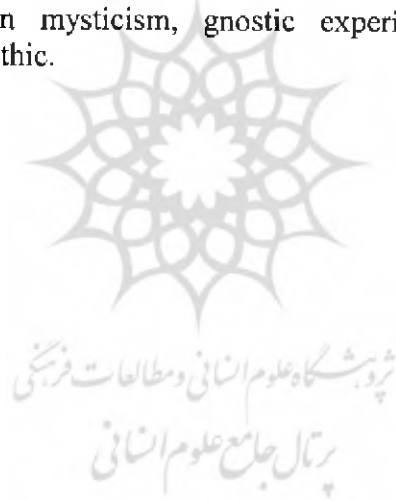 n mysticism, gnostic experi
thic.
پژوهشگاه علوم انسانی و مطالعات فرهنگی
پرتال جامع علوم انسانی